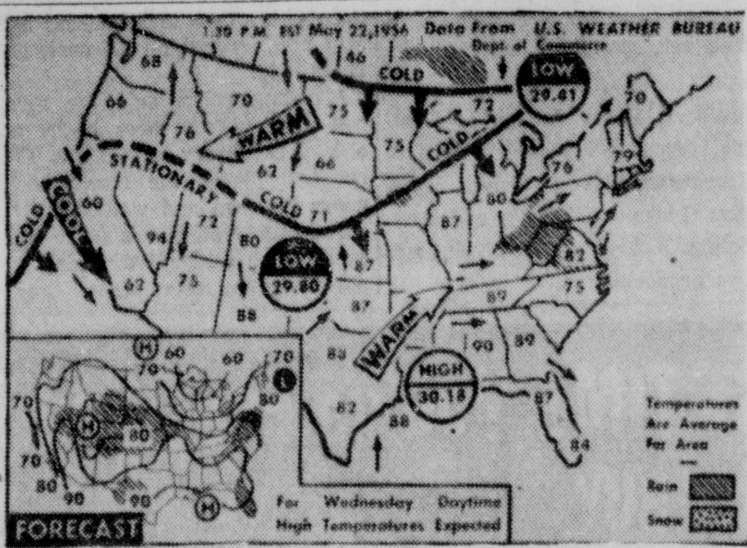 1:30 P.M. EST May 22,1956 Data From U.S. WEATHER BUREAU
Dept. of Commerce
68
46
COLD
LOW
29.41
66
70
75
72
70
76
WARM
75
COLD
STATIONARY
62
66
76
79
60
COLD
71
80
COLD
COOL
72
87
94
80
LOW
29.80
87
82
62
75
87
89
75
88
WARM
90
89
88
HIGH
30.18
82
88
87
84
H
60
70
60
70
L
70
80
H
80
70
80
90
90
H
FORECAST
For Wednesday Daytime
High Temperatures Expected
Temperatures
Are Average
For Area
Rain
Snow